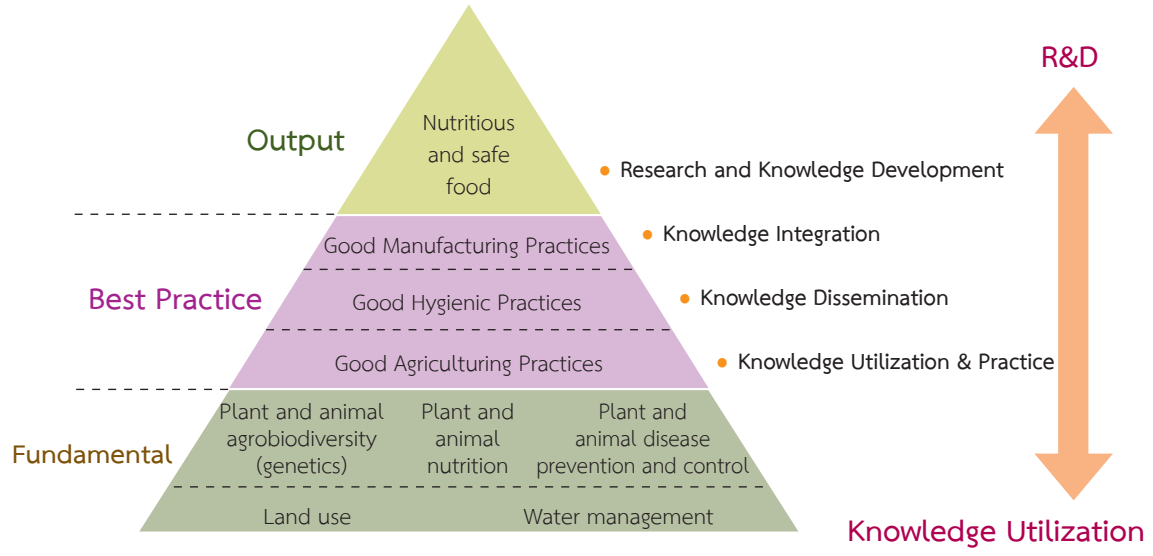 R&D
Output
Nutritious
and safe
food
Research and Knowledge Development
Good Manufacturing Practices
Knowledge Integration
Best Practice
Good Hygienic Practices
Knowledge Dissemination
Good Agriculturing Practices
Knowledge Utilization & Practice
Fundamental
Plant and animal
agrobiodiversity
(genetics)
Plant and
animal
nutrition
Plant and
animal disease
prevention and control
Land use
Water management
Knowledge Utilization